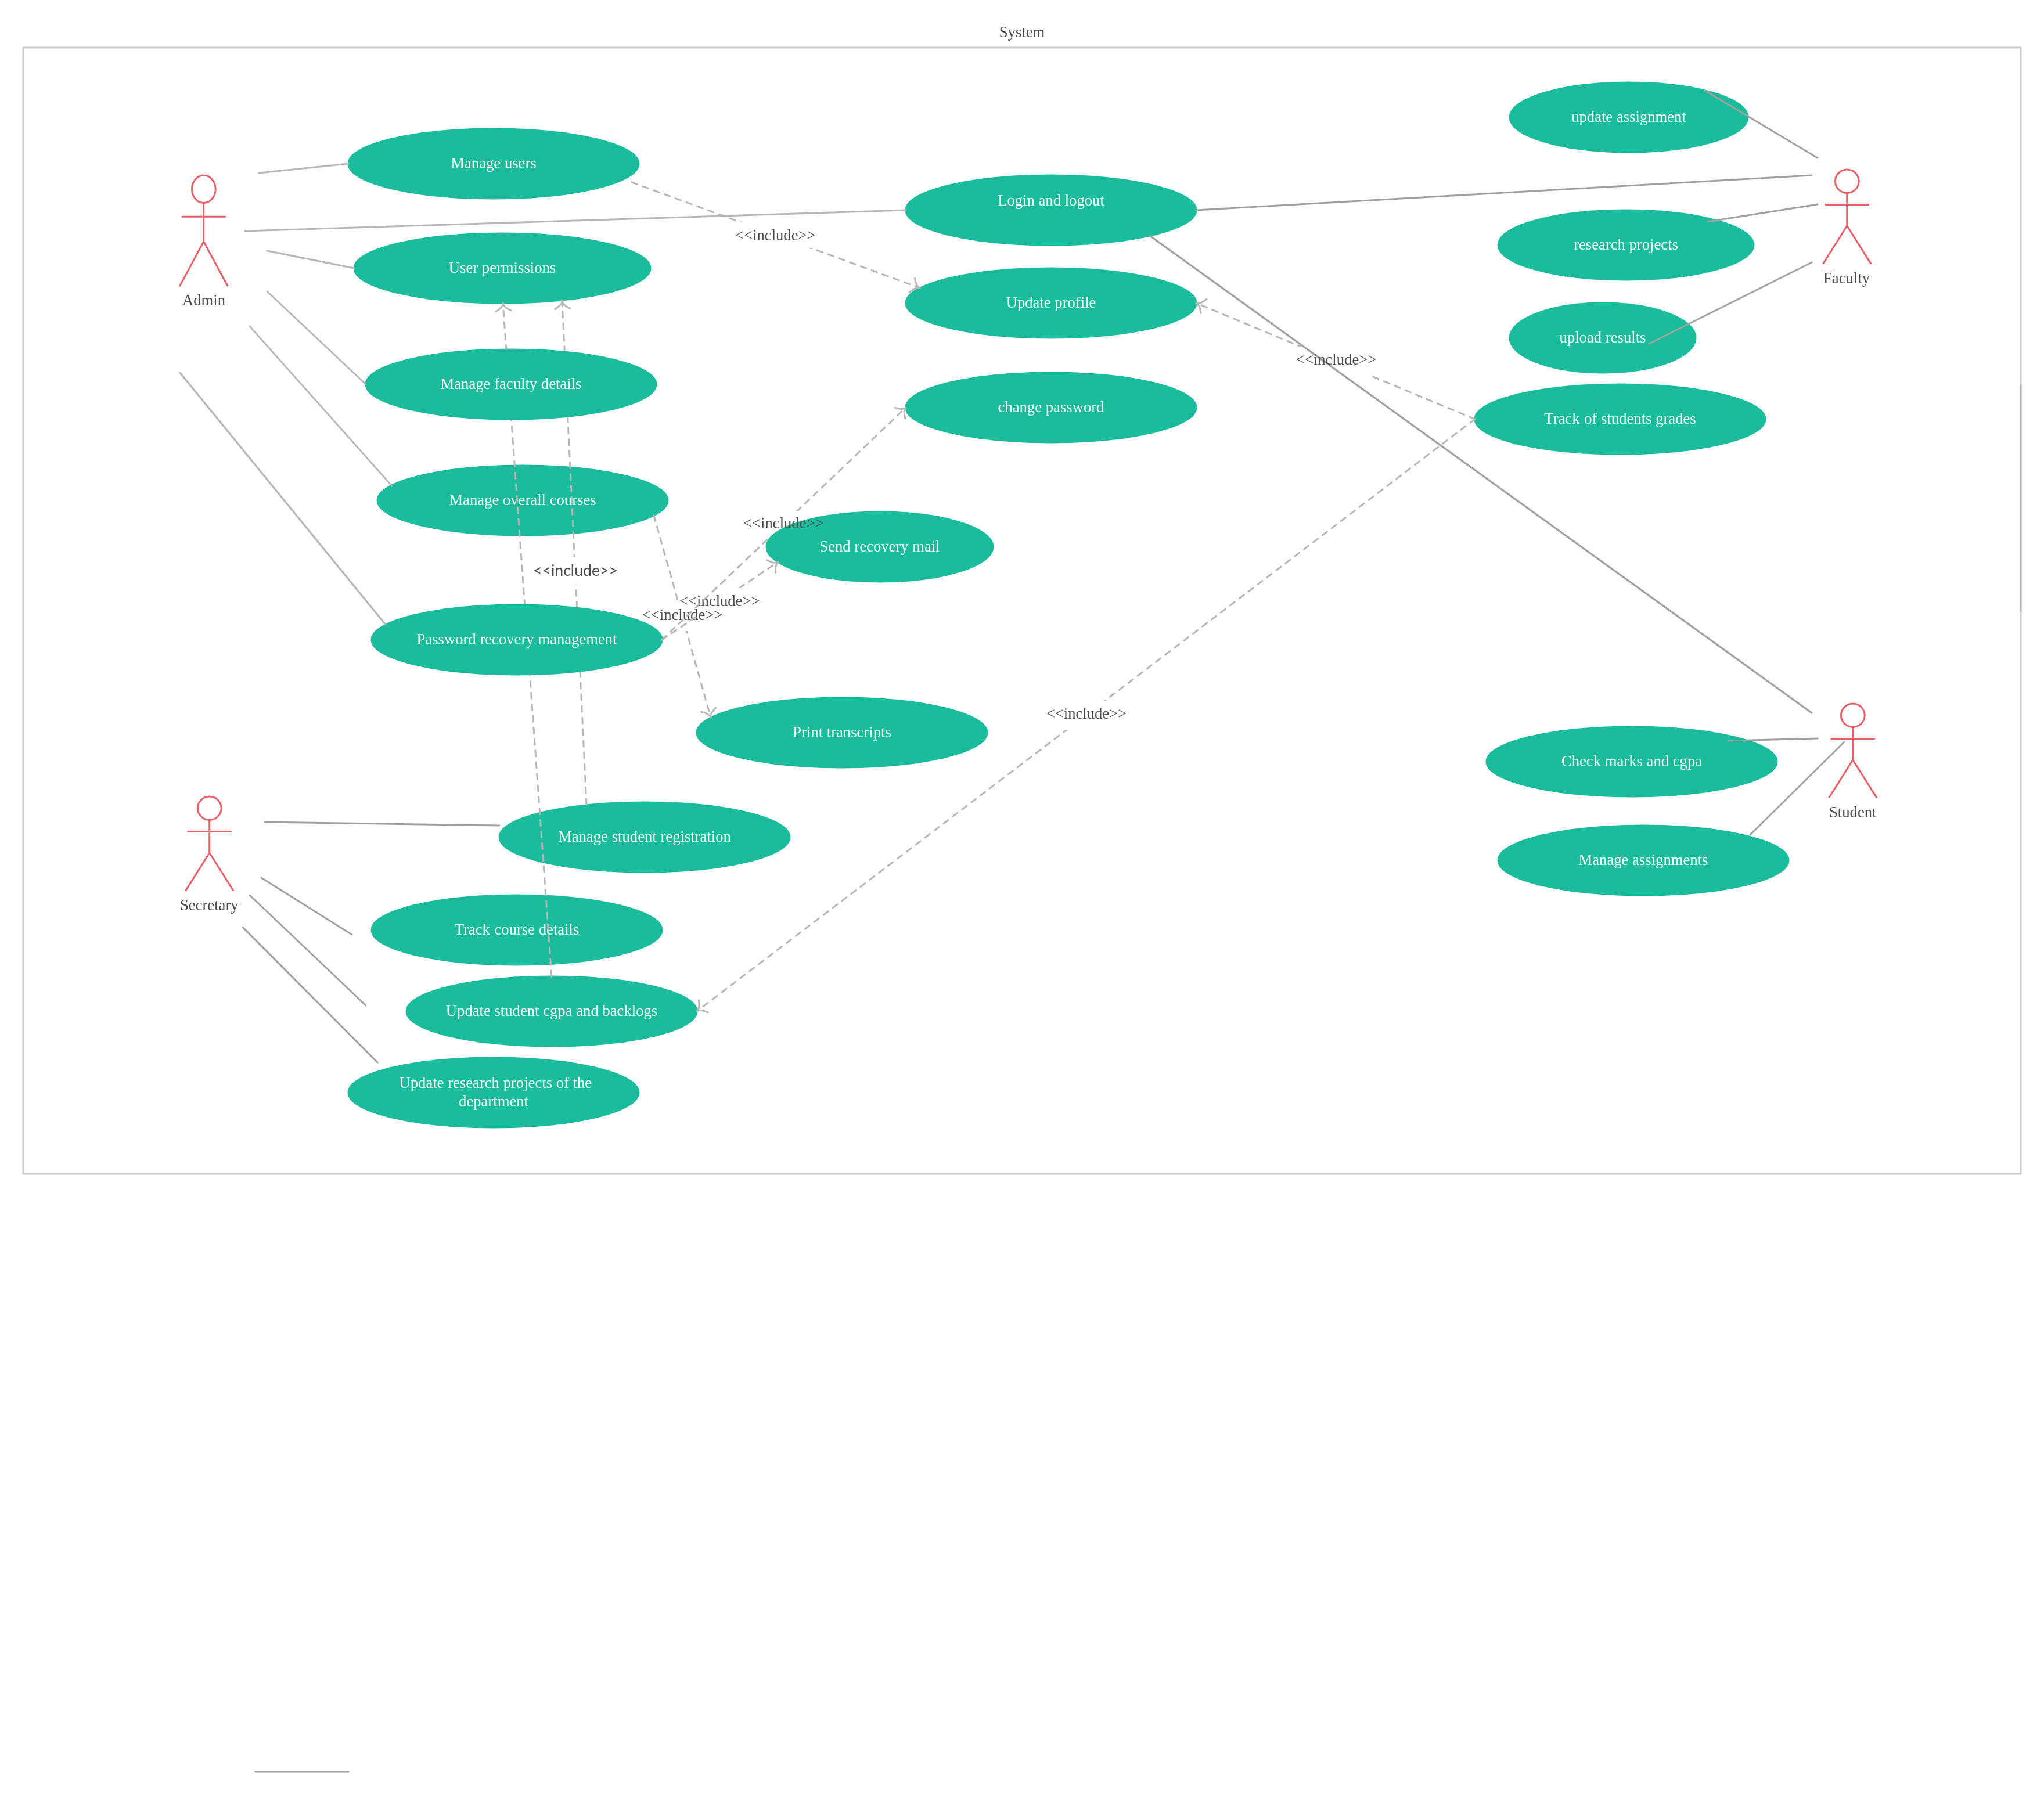 System
update assignment
Manage users
Login and logout
<<include>>
research projects
User permissions
Faculty
Admin
Update profile
upload results
<<include>>
Manage faculty details
change password
Track of students grades
Manage overall courses
<<include>>
Send recovery mail
<<include>>
<<include>>
<<include>>
Password recovery management
<<include>>
Print transcripts
Check marks and cgpa
Student
Manage student registration
Manage assignments
Secretary
Track course details
Update student cgpa and backlogs
Update research projects of the
department